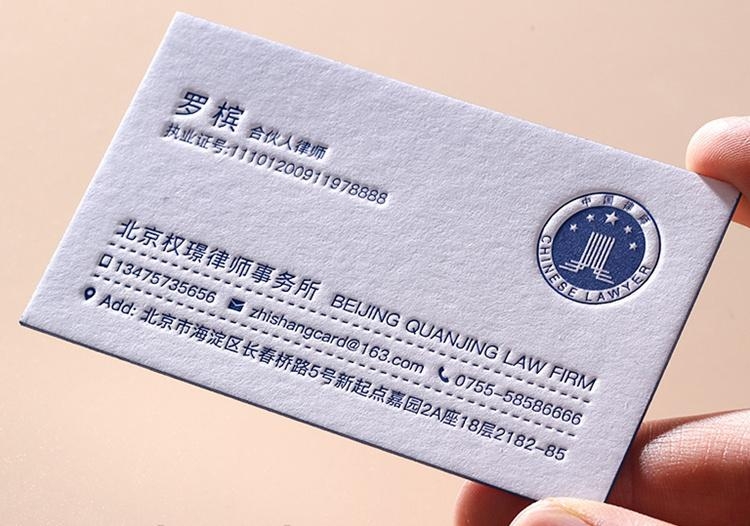 罗槟 合伙人律师
执业证号:11101200911978888
中国律师
CHINESE LAWYER
北京权璟律师事务所 BEIJING QUANJING LAW FIRM
13475735656 zhishangcard@163.com 0755-58586666
Add: 北京市海淀区长春桥路5号新起点嘉园2A座18层2182-85